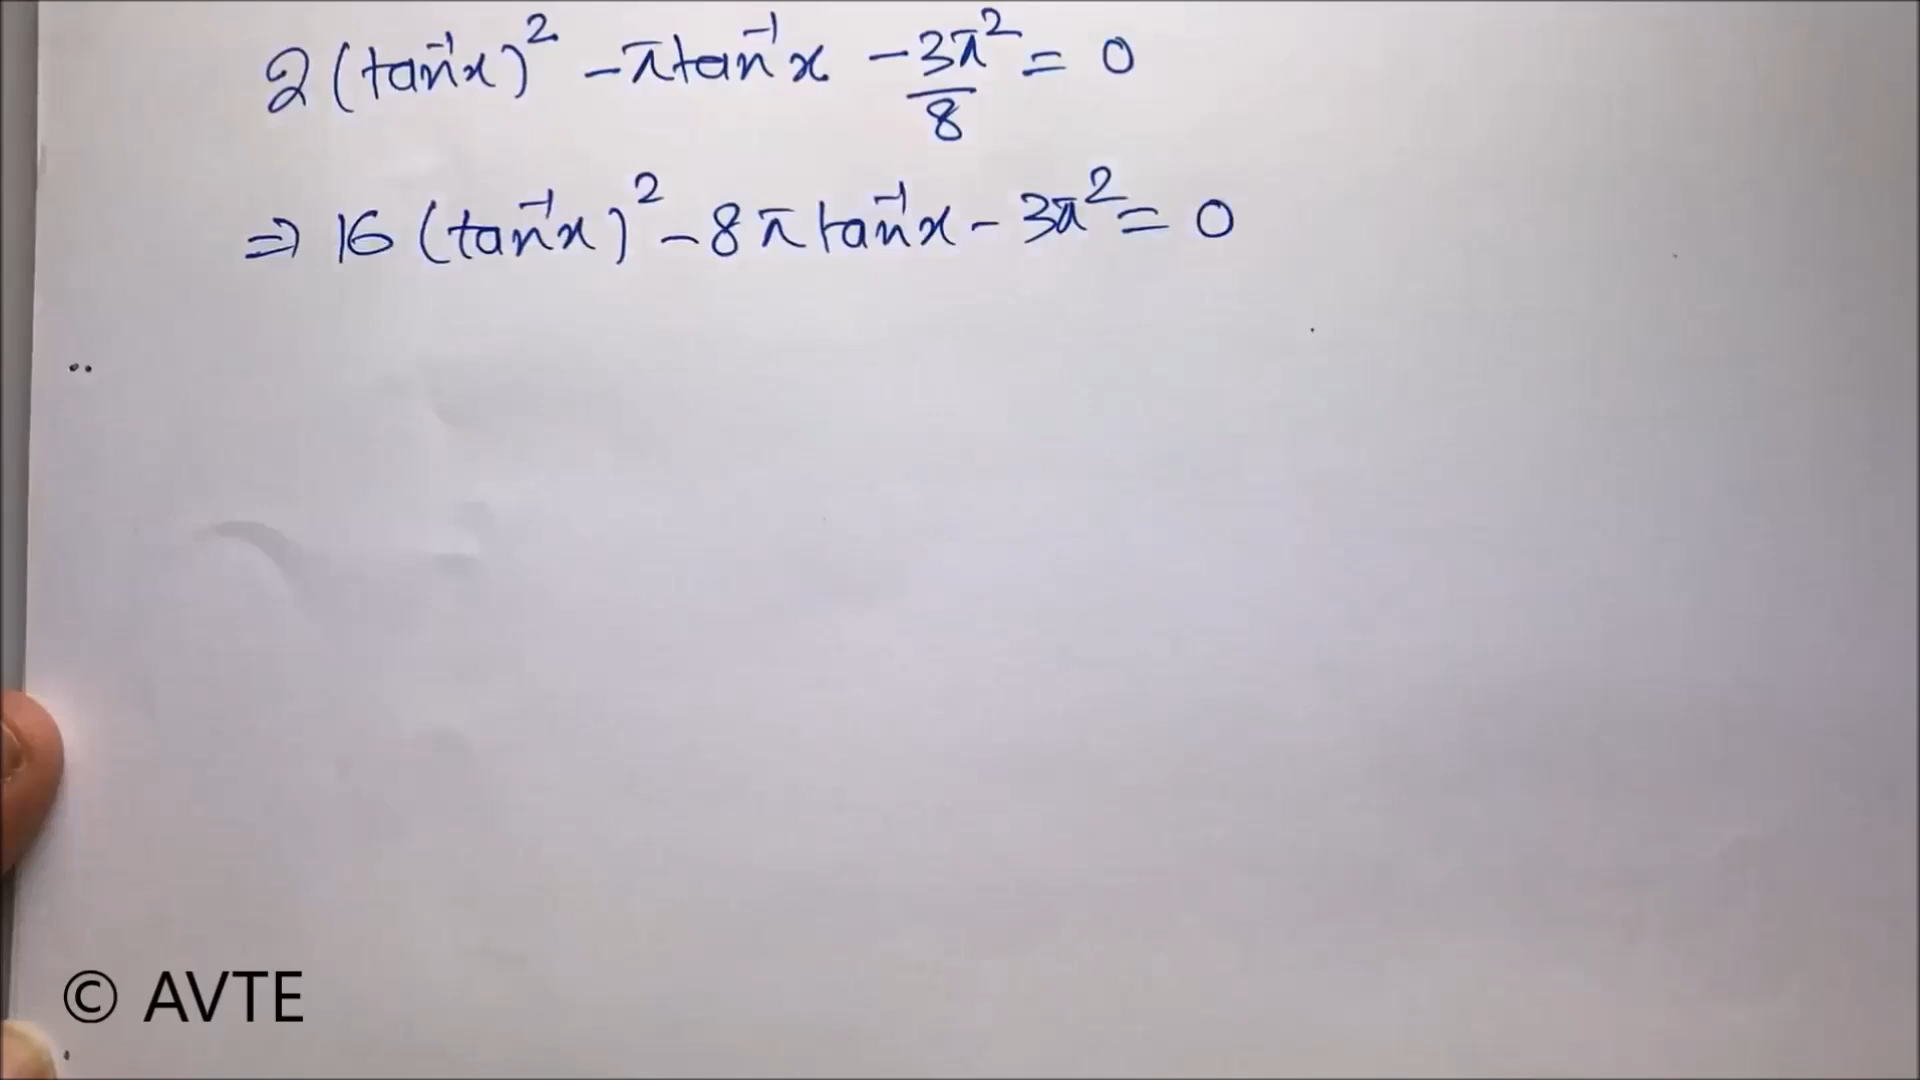 2(tan⁻¹x)² - π tan⁻¹x - 3π²/8 = 0
⇒ 16(tan⁻¹x)² - 8π tan⁻¹x - 3π² = 0
© AVTE